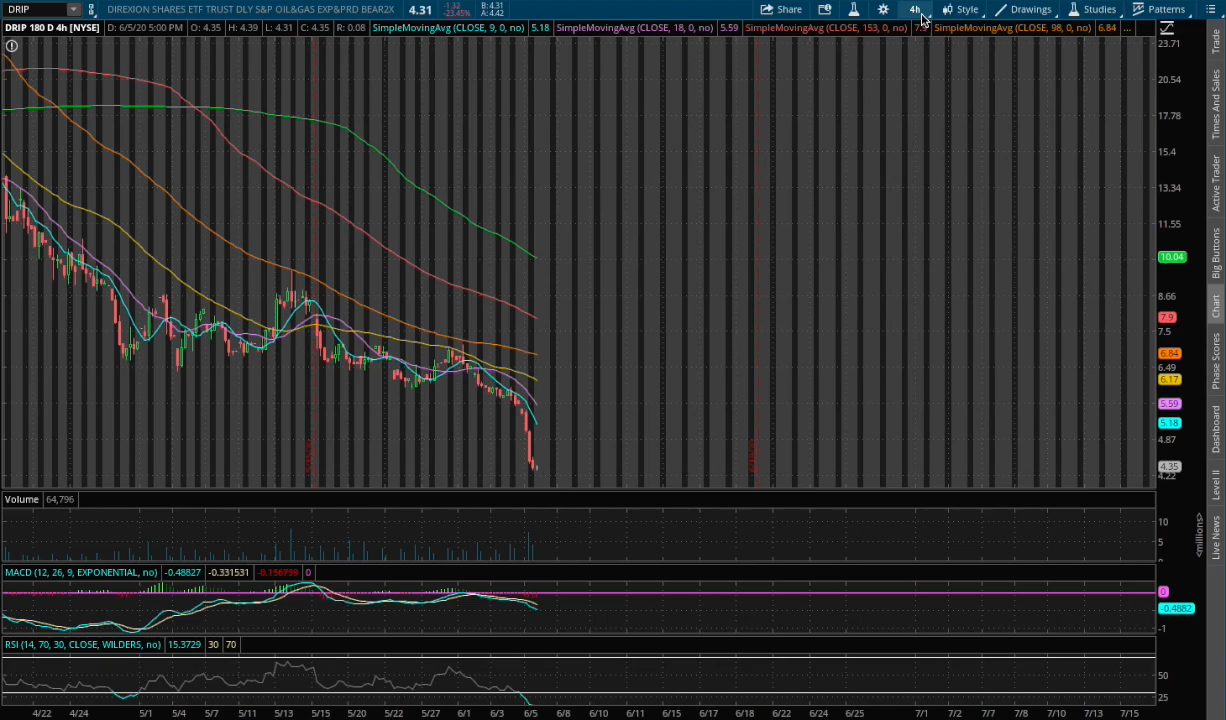 DRIP
DIREXION SHARES ETF TRUST DLY S&P OIL&GAS EXP&PRD BEAR2X
4.31
-1.32
-23.45%
B: 4.31
A: 4.42
Share
4h
Style
Drawings
Studies
Patterns
DRIP 180 D 4h [NYSE]
D: 6/5/20 5:00 PM
O: 4.35
H: 4.39
L: 4.31
C: 4.35
R: 0.08
SimpleMovingAvg (CLOSE, 9, 0, no)
5.18
SimpleMovingAvg (CLOSE, 18, 0, no)
5.59
SimpleMovingAvg (CLOSE, 153, 0, no)
SimpleMovingAvg (CLOSE, 98, 0, no)
6.84
...
23.71
20.54
17.78
15.4
13.34
11.55
10.04
8.66
7.9
7.5
6.84
6.49
6.17
5.59
5.18
4.87
4.35
4.22
Volume
64,796
10
5
<millions>
MACD (12, 26, 9, EXPONENTIAL, no)
-0.48827
-0.331531
-0.156739
0
0
-0.4882
-1
RSI (14, 70, 30, CLOSE, WILDERS, no)
15.3729
30
70
50
25
4/22
4/24
5/1
5/4
5/7
5/11
5/13
5/15
5/20
5/22
5/27
6/1
6/3
6/5
6/8
6/10
6/11
6/15
6/17
6/18
6/22
6/24
6/25
7/1
7/2
7/7
7/8
7/10
7/13
7/15
Trade
Times And Sales
Active Trader
Big Buttons
Chart
Phase Scores
Dashboard
Level II
Live News